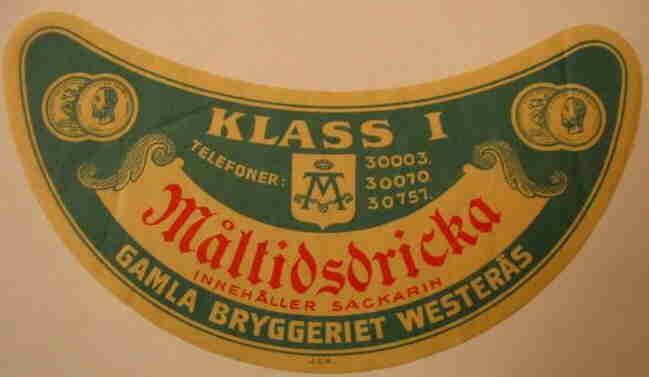 KLASS I
TELEFONER: 30003.
30070
30757.
Måltidsdricka
INNEHÅLLER SACKARIN
GAMLA BRYGGERIET WESTERÅS